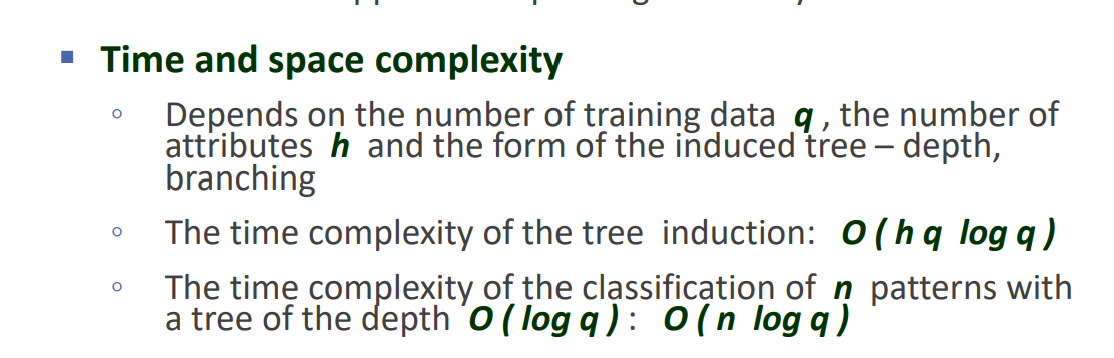 Time and space complexity
Depends on the number of training data q , the number of
attributes h and the form of the induced tree – depth,
branching
The time complexity of the tree induction: O ( h q log q )
The time complexity of the classification of n patterns with
a tree of the depth O ( log q ) : O ( n log q )